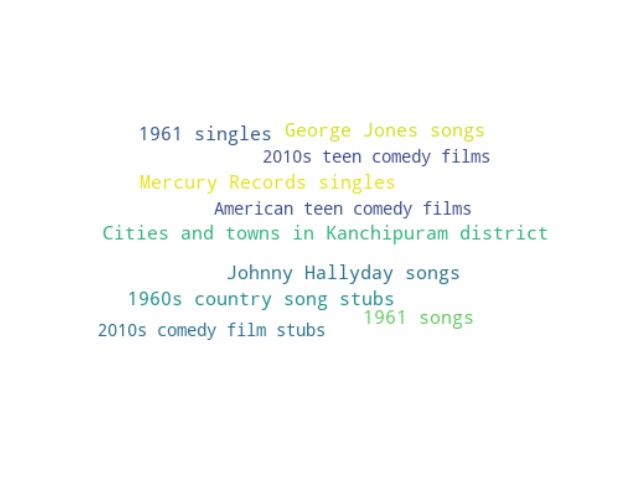 1961 singles
George Jones songs
2010s teen comedy films
Mercury Records singles
American teen comedy films
Cities and towns in Kanchipuram district
Johnny Hallyday songs
1960s country song stubs
1961 songs
2010s comedy film stubs